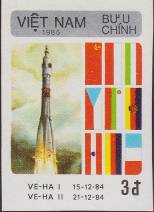 VIỆT NAM
1985
BƯU
CHÍNH
VE-HA I 15-12-84
VE-HA II 21-12-84
3đ